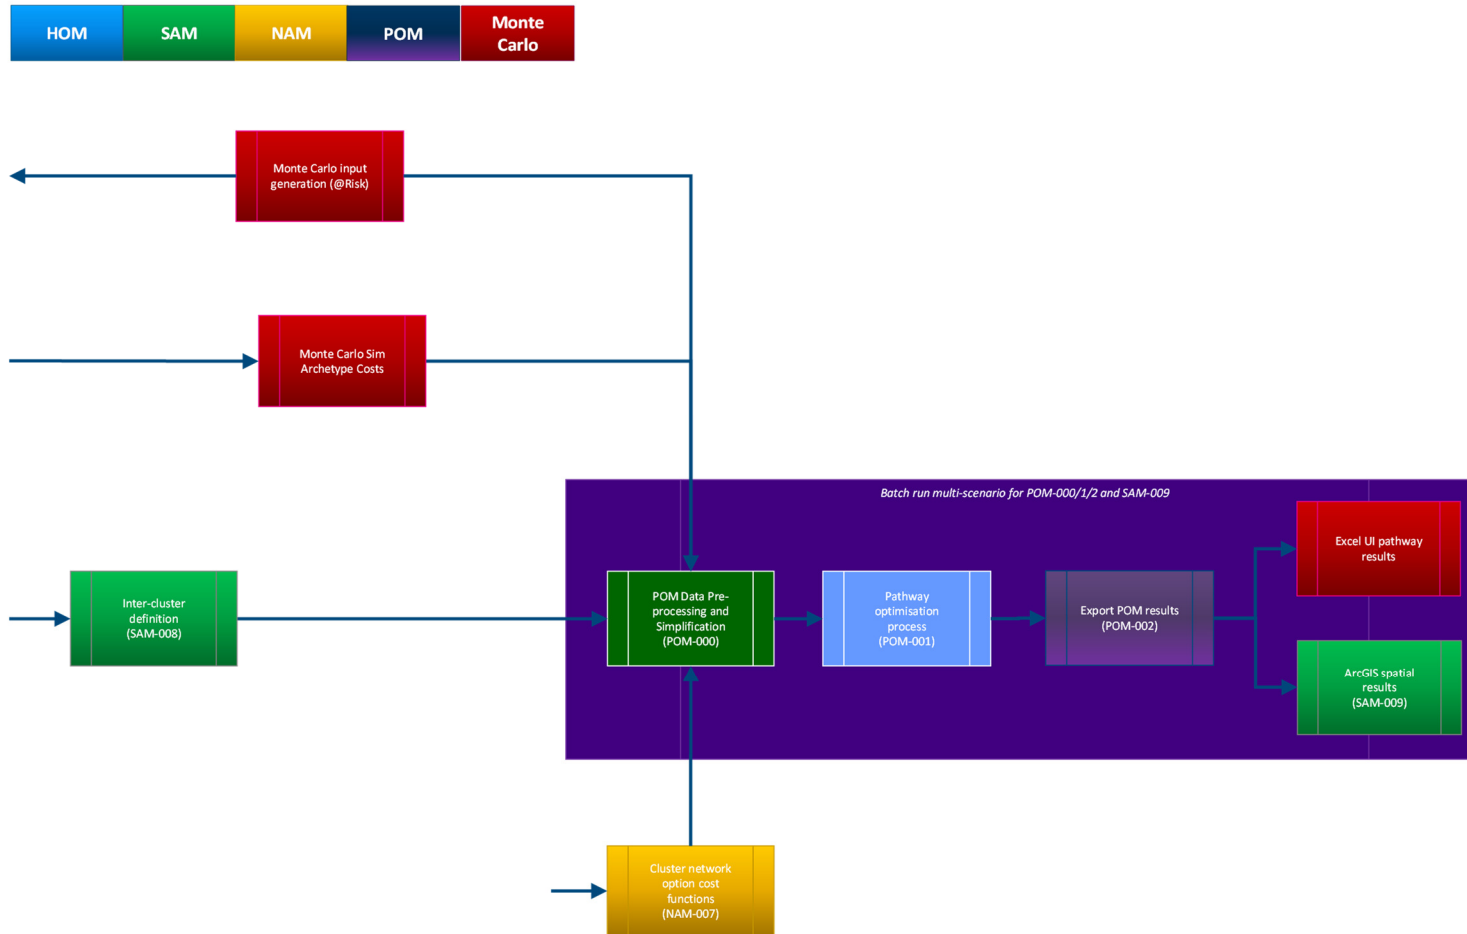 HOM
SAM
NAM
POM
Monte
Carlo
Monte Carlo input
generation (@Risk)
Monte Carlo Sim
Archetype Costs
Batch run multi-scenario for POM-000/1/2 and SAM-009
Excel UI pathway
results
Inter-cluster
definition
(SAM-008)
POM Data Pre-
processing and
Simplification
(POM-000)
Pathway
optimisation
process
(POM-001)
Export POM results
(POM-002)
ArcGIS spatial
results
(SAM-009)
Cluster network
option cost
functions
(NAM-007)